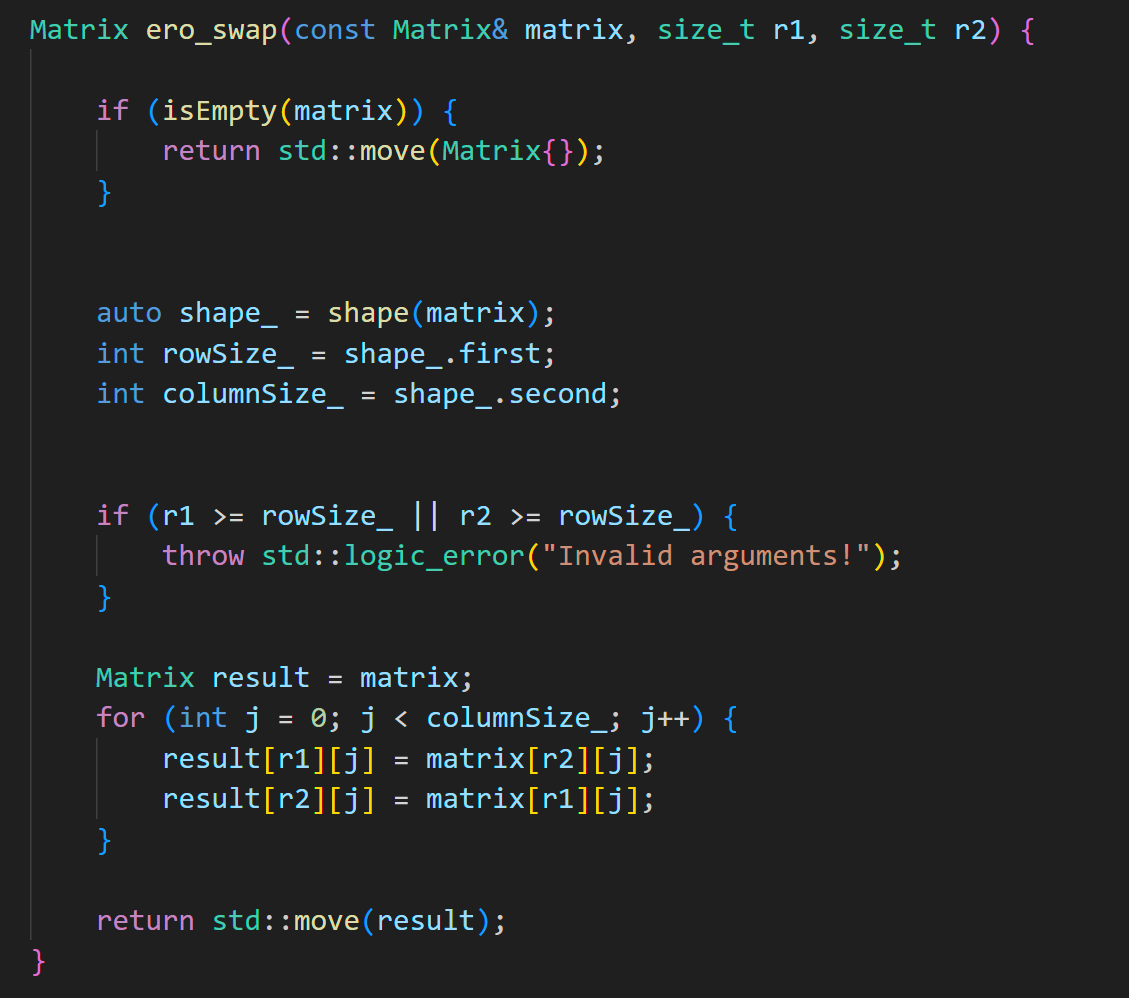 Matrix ero_swap(const Matrix& matrix, size_t r1, size_t r2) {
if (isEmpty(matrix)) {
return std::move(Matrix{});
}
auto shape_ = shape(matrix);
int rowSize_ = shape_.first;
int columnSize_ = shape_.second;
if (r1 >= rowSize_ || r2 >= rowSize_) {
throw std::logic_error("Invalid arguments!");
}
Matrix result = matrix;
for (int j = 0; j < columnSize_; j++) {
result[r1][j] = matrix[r2][j];
result[r2][j] = matrix[r1][j];
}
return std::move(result);
}